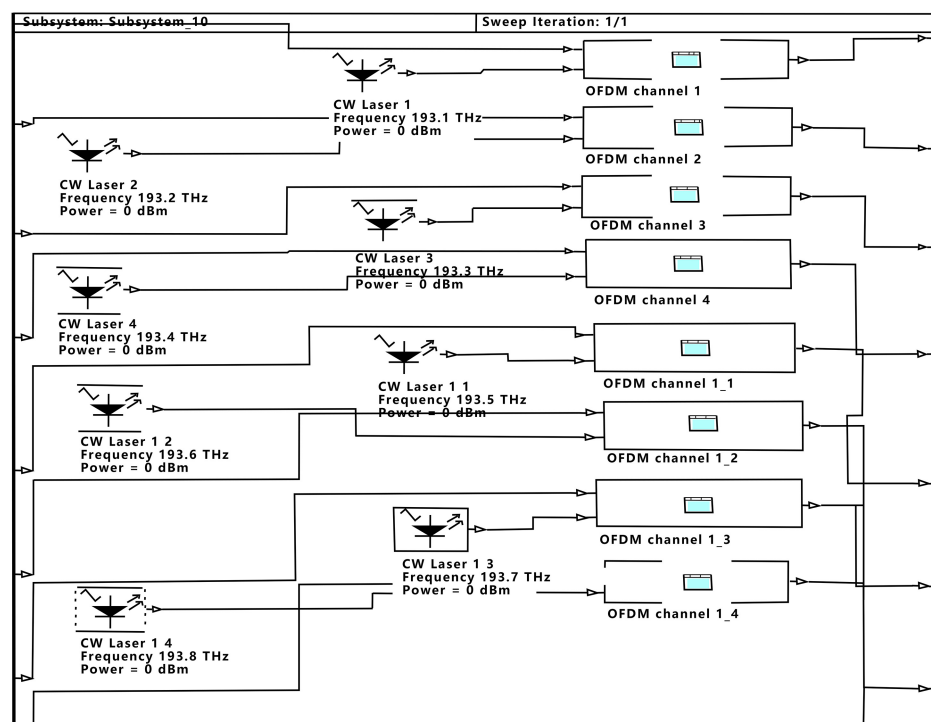 Subsystem: Subsystem_10
Sweep Iteration: 1/1
OFDM channel 1
CW Laser 1
Frequency 193.1 THz
Power = 0 dBm
OFDM channel 2
CW Laser 2
Frequency 193.2 THz
Power = 0 dBm
OFDM channel 3
CW Laser 3
Frequency 193.3 THz
Power = 0 dBm
OFDM channel 4
CW Laser 4
Frequency 193.4 THz
Power = 0 dBm
OFDM channel 1_1
CW Laser 1 1
Frequency 193.5 THz
Power = 0 dBm
CW Laser 1 2
Frequency 193.6 THz
Power = 0 dBm
OFDM channel 1_2
OFDM channel 1_3
CW Laser 1 3
Frequency 193.7 THz
Power = 0 dBm
OFDM channel 1_4
CW Laser 1 4
Frequency 193.8 THz
Power = 0 dBm